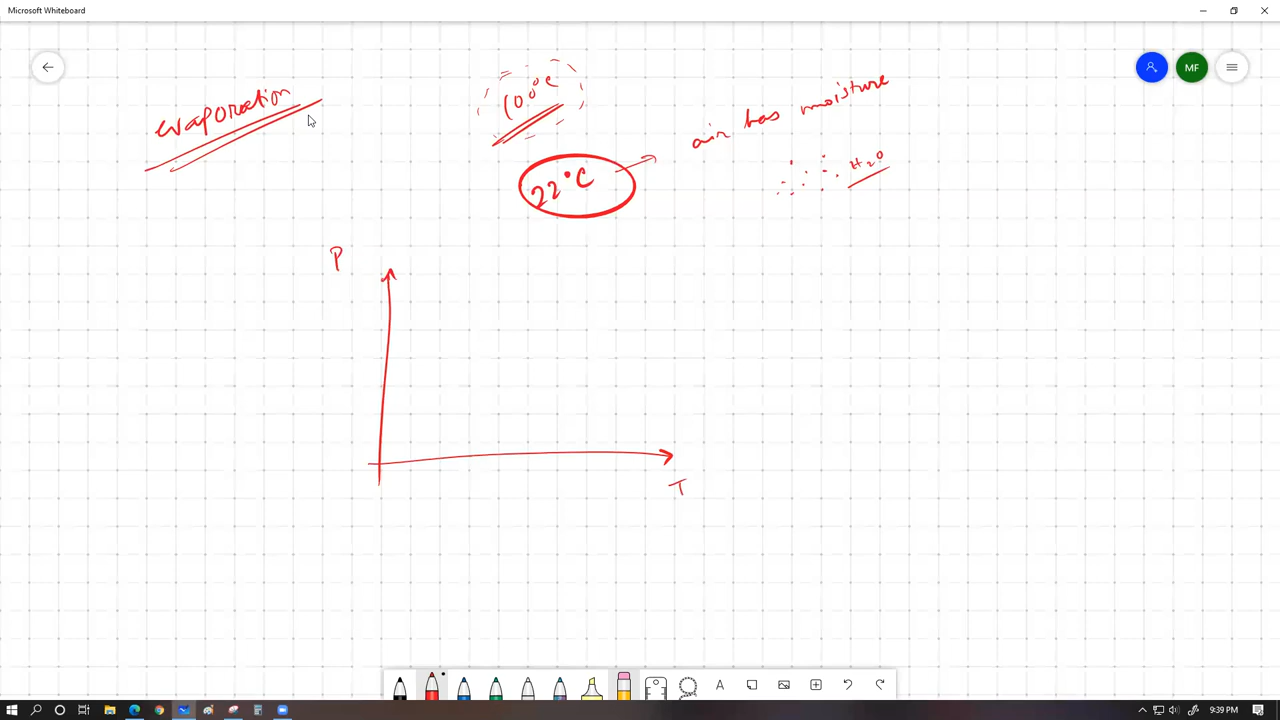 Microsoft Whiteboard
MF
evaporation
100°C
22°C
air has moisture
H₂O
P
T
A
9:39 PM